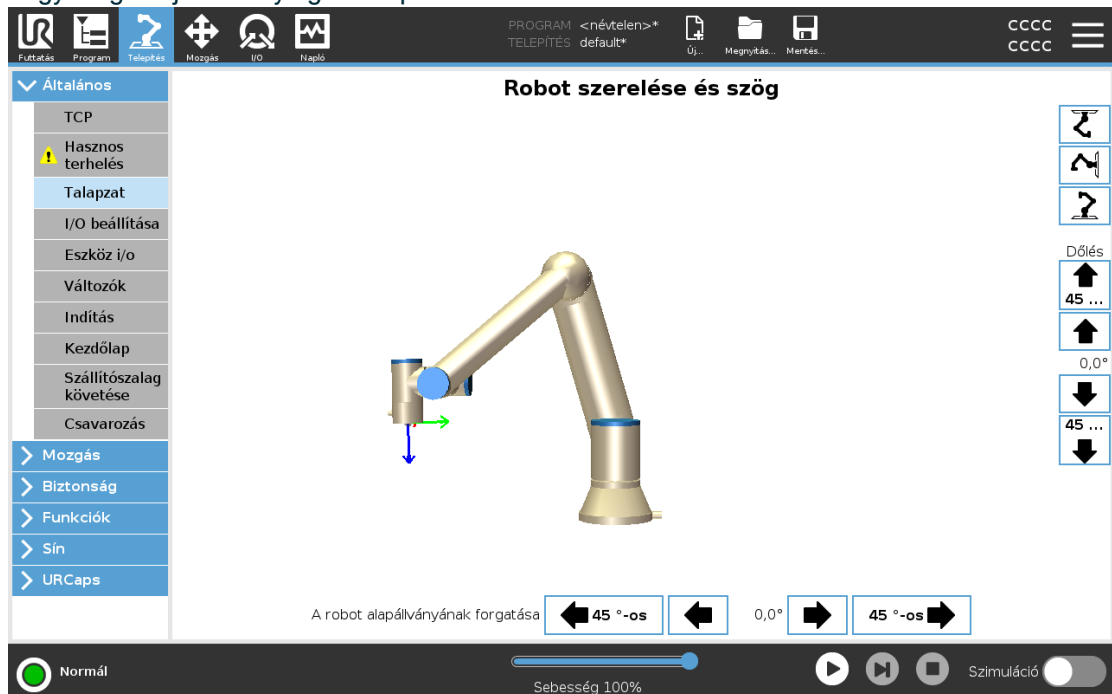 PROGRAM <névtelen>*
TELEPÍTÉS default*
CCCC
CCCC
Futtatás Program Telepítés Mozgás I/O Napló
Új... Megnyitás... Mentés...
Általános
TCP
Hasznos
terhelés
Talapzat
I/O beállítása
Eszköz i/o
Változók
Indítás
Kezdőlap
Szállítószalag
követése
Csavarozás
Mozgás
Biztonság
Funkciók
Sín
URCaps
Robot szerelése és szög
Dőlés
45 ...
0,0°
45 ...
A robot alapállványának forgatása 45 °-os 0,0° 45 °-os
Normál
Sebesség 100%
Szimuláció